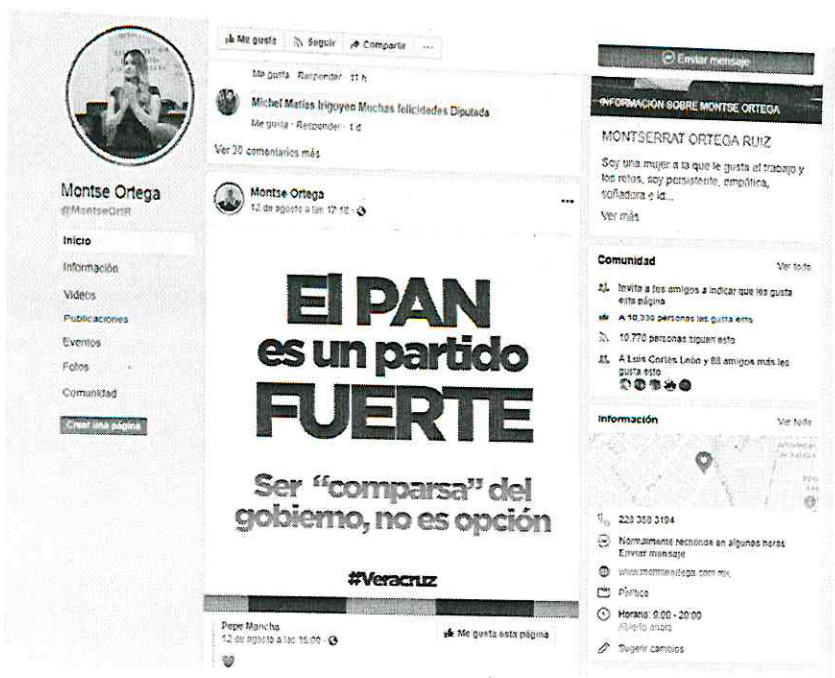 Me gusta Seguir Compartir ...
Me gusta · Responder · 11 h
Michel Matias Irigoyen Muchas felicidades Diputada
Me gusta · Responder · 1 d
Ver 30 comentarios más
Montse Ortega
@MontseOrtR
Inicio
Información
Videos
Publicaciones
Eventos
Fotos
Comunidad
Crear una página
Montse Ortega
12 de agosto a las 17:18 ·
El PAN
es un partido
FUERTE
Ser “comparsa” del
gobierno, no es opción
#Veracruz
Pepe Mancha
12 de agosto a las 15:00 ·
Me gusta esta página
Enviar mensaje
INFORMACIÓN SOBRE MONTSE ORTEGA
MONTSERRAT ORTEGA RUIZ
Soy una mujer a la que le gusta el trabajo y
los retos, soy persistente, empática,
soñadora e id...
Ver más
Comunidad Ver todo
Invita a tus amigos a indicar que les gusta
esta página
A 10,330 personas les gusta esto
10,770 personas siguen esto
A Luis Cortés León y 88 amigos más les
gusta esto
Información Ver todo
228 358 3194
Normalmente responde en algunas horas
Enviar mensaje
www.montseortega.com.mx
Política
Horario: 9:00 - 20:00
Abierto ahora
Sugerir cambios